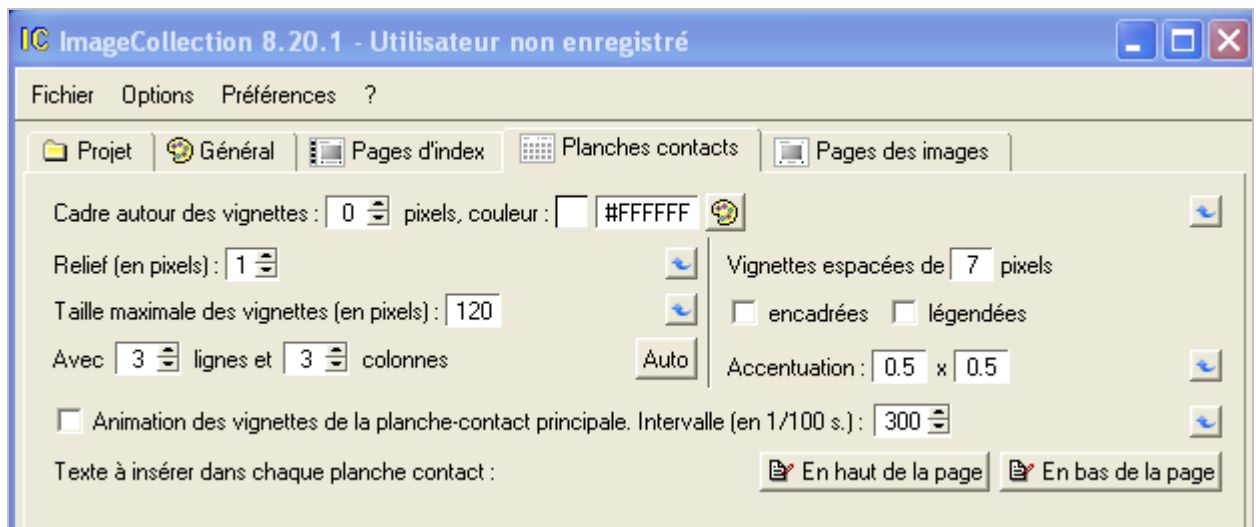 IC ImageCollection 8.20.1 - Utilisateur non enregistré
Fichier Options Préférences ?
Projet Général Pages d'index Planches contacts Pages des images
Cadre autour des vignettes : 0 pixels, couleur : #FFFFFF
Relief (en pixels) : 1 Vignettes espacées de 7 pixels
Taille maximale des vignettes (en pixels) : 120 encadrées légendées
Avec 3 lignes et 3 colonnes Auto Accentuation : 0.5 x 0.5
Animation des vignettes de la planche-contact principale. Intervalle (en 1/100 s.) : 300
Texte à insérer dans chaque planche contact : En haut de la page En bas de la page